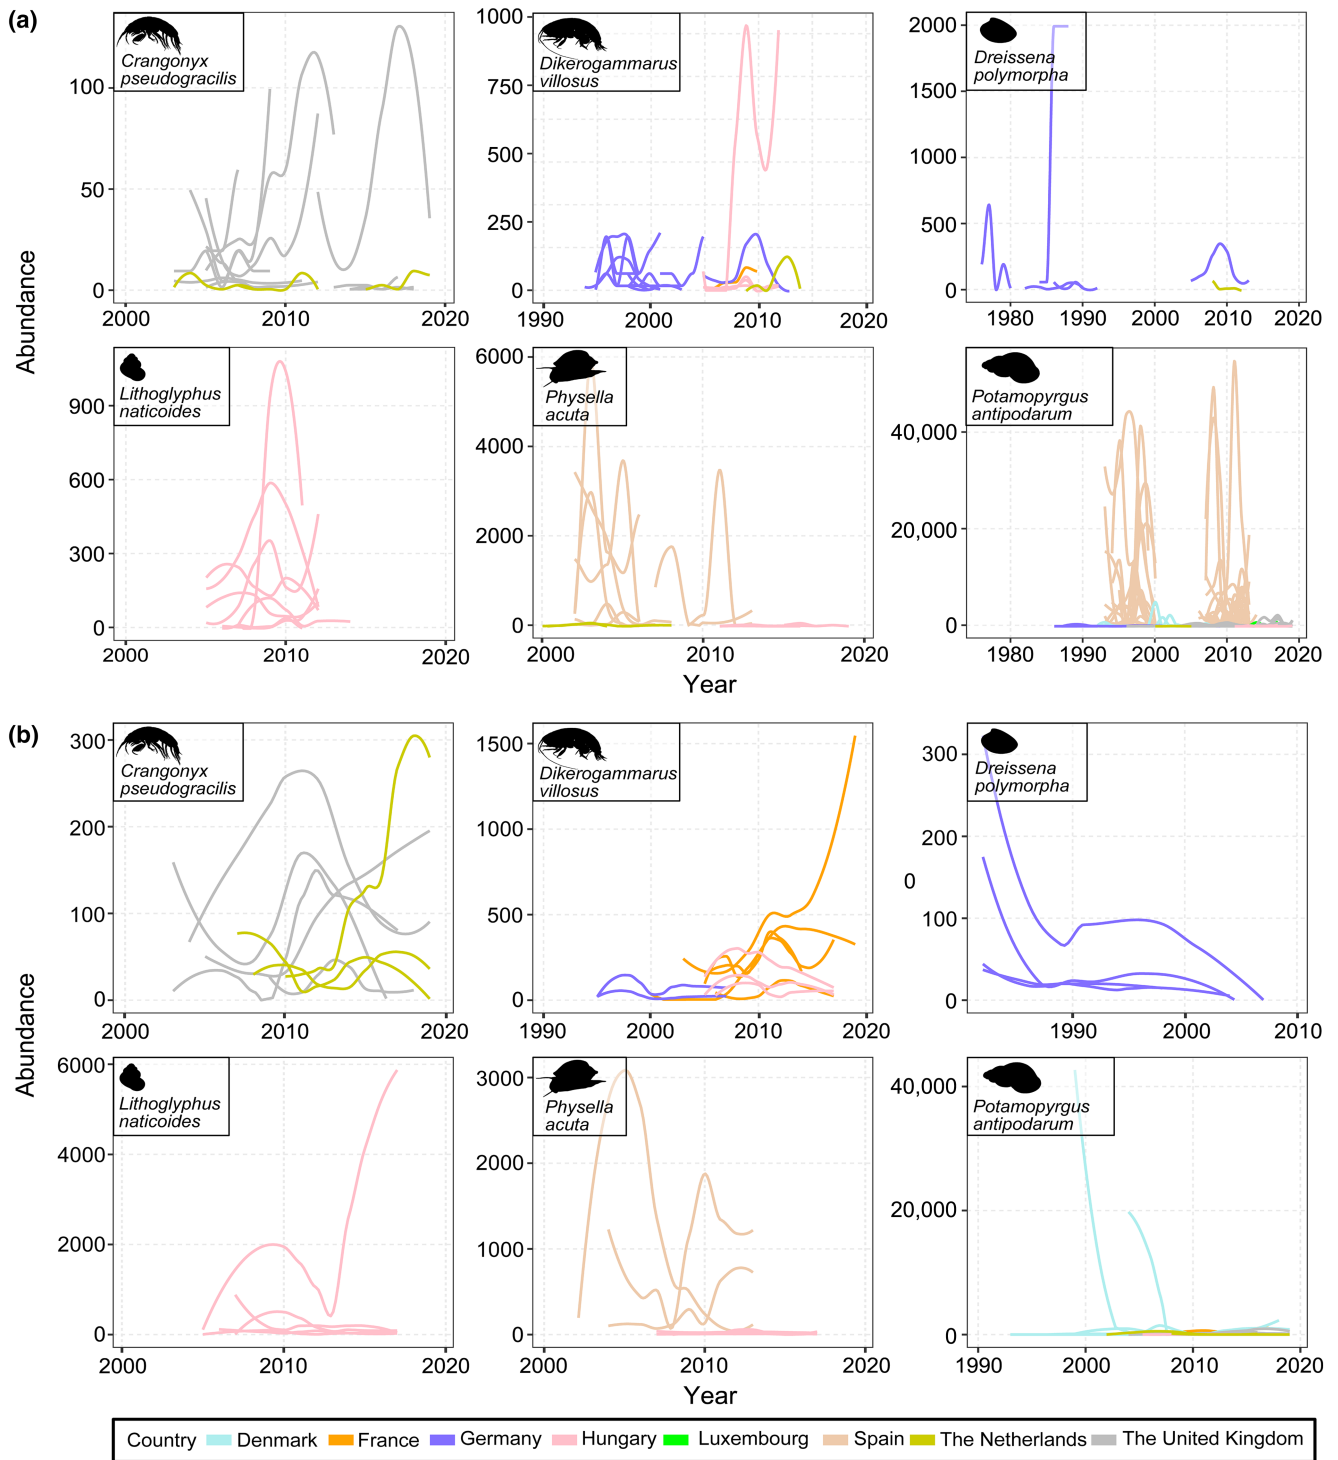 (a)
Abundance
Crangonyx
pseudogracilis
100
50
0
2000
2010
2020
Dikerogammarus
villosus
1000
750
500
250
0
1990
2000
2010
2020
Dreissena
polymorpha
2000
1500
1000
500
0
1980
1990
2000
2010
2020
Lithoglyphus
naticoides
900
600
300
0
2000
2010
2020
Physella
acuta
6000
4000
2000
0
2000
2010
2020
Potamopyrgus
antipodarum
40,000
20,000
0
1980
1990
2000
2010
2020
Year
(b)
Abundance
Crangonyx
pseudogracilis
300
200
100
0
2000
2010
2020
Dikerogammarus
villosus
1500
1000
500
0
1990
2000
2010
2020
Dreissena
polymorpha
300
200
0
100
0
1990
2000
2010
Lithoglyphus
naticoides
6000
4000
2000
0
2000
2010
2020
Physella
acuta
3000
2000
1000
0
2000
2010
2020
Potamopyrgus
antipodarum
40,000
20,000
0
1990
2000
2010
2020
Year
Country Denmark France Germany Hungary Luxembourg Spain The Netherlands The United Kingdom